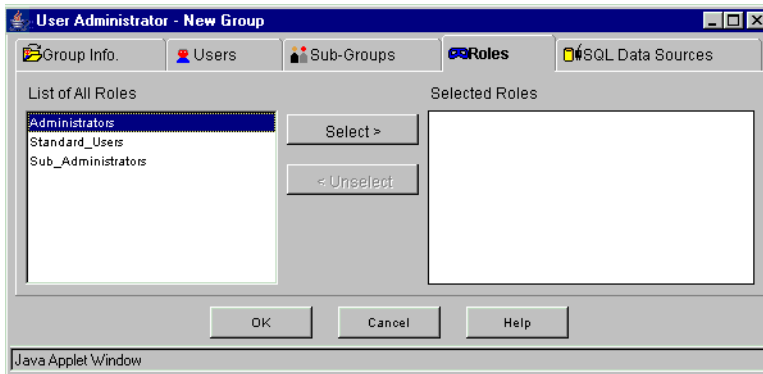 User Administrator - New Group
Group Info. Users Sub-Groups Roles SQL Data Sources
List of All Roles Selected Roles
Administrators
Standard_Users
Sub_Administrators
Select >
< Unselect
OK Cancel Help
Java Applet Window